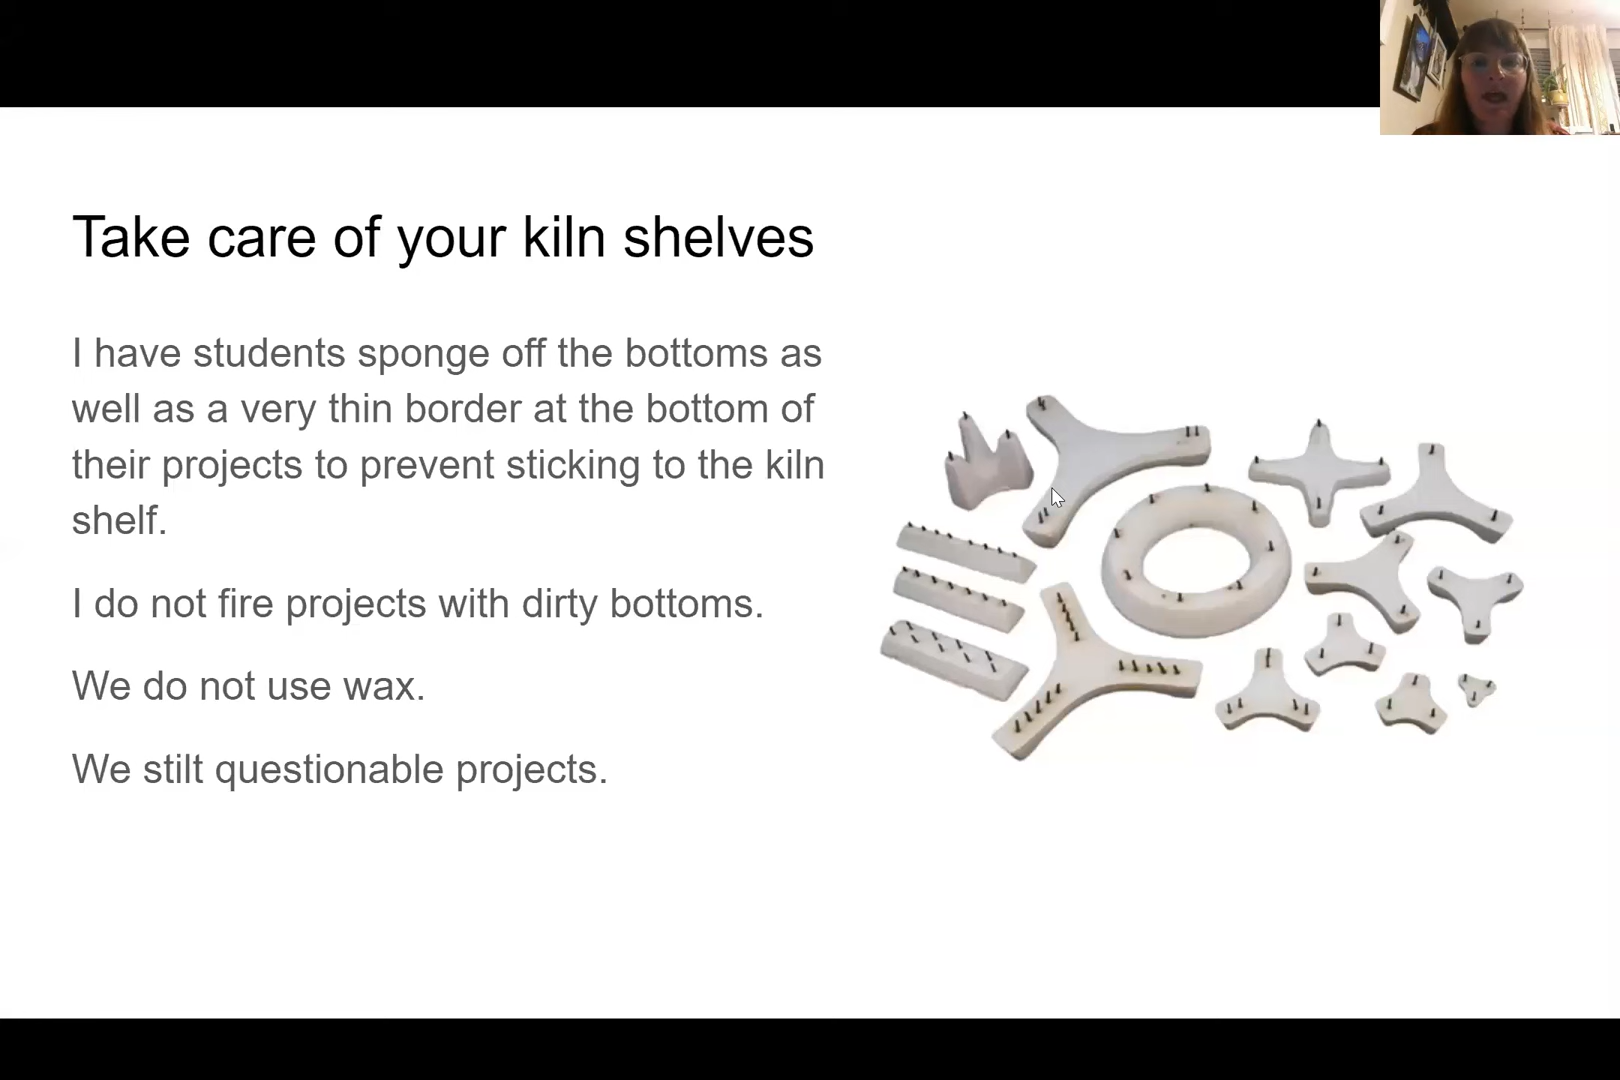 Take care of your kiln shelves
I have students sponge off the bottoms as
well as a very thin border at the bottom of
their projects to prevent sticking to the kiln
shelf.
I do not fire projects with dirty bottoms.
We do not use wax.
We stilt questionable projects.